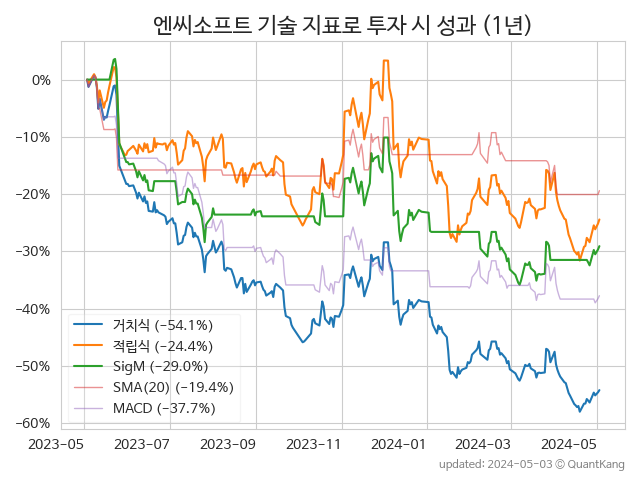 엔씨소프트 기술 지표로 투자 시 성과 (1년)
0%
−10%
−20%
−30%
−40%
−50%
−60%
거치식 (−54.1%)
적립식 (−24.4%)
SigM (−29.0%)
SMA(20) (−19.4%)
MACD (−37.7%)
2023-05 2023-07 2023-09 2023-11 2024-01 2024-03 2024-05
updated: 2024-05-03 ⓒ QuantKang